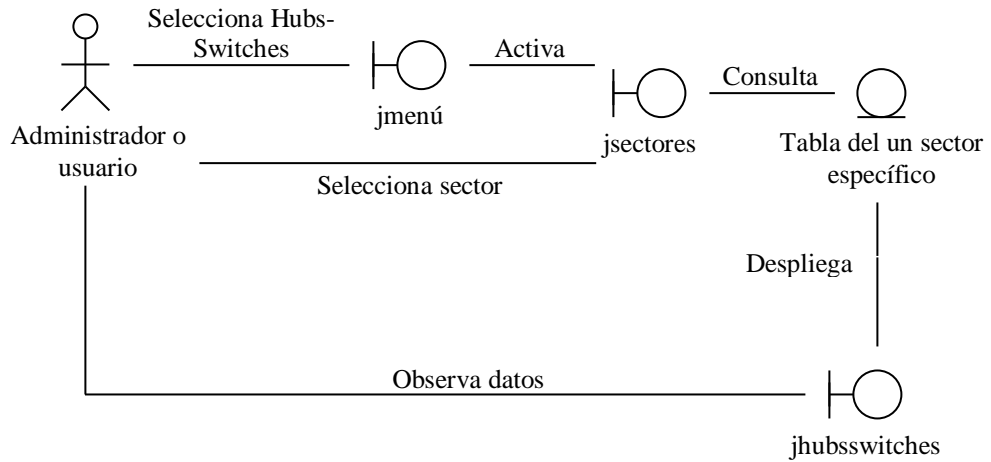 Selecciona Hubs-
Switches
Activa
Consulta
jmenú
Administrador o
usuario
jsectores
Tabla del un sector
específico
Selecciona sector
Despliega
Observa datos
jhubsswitches